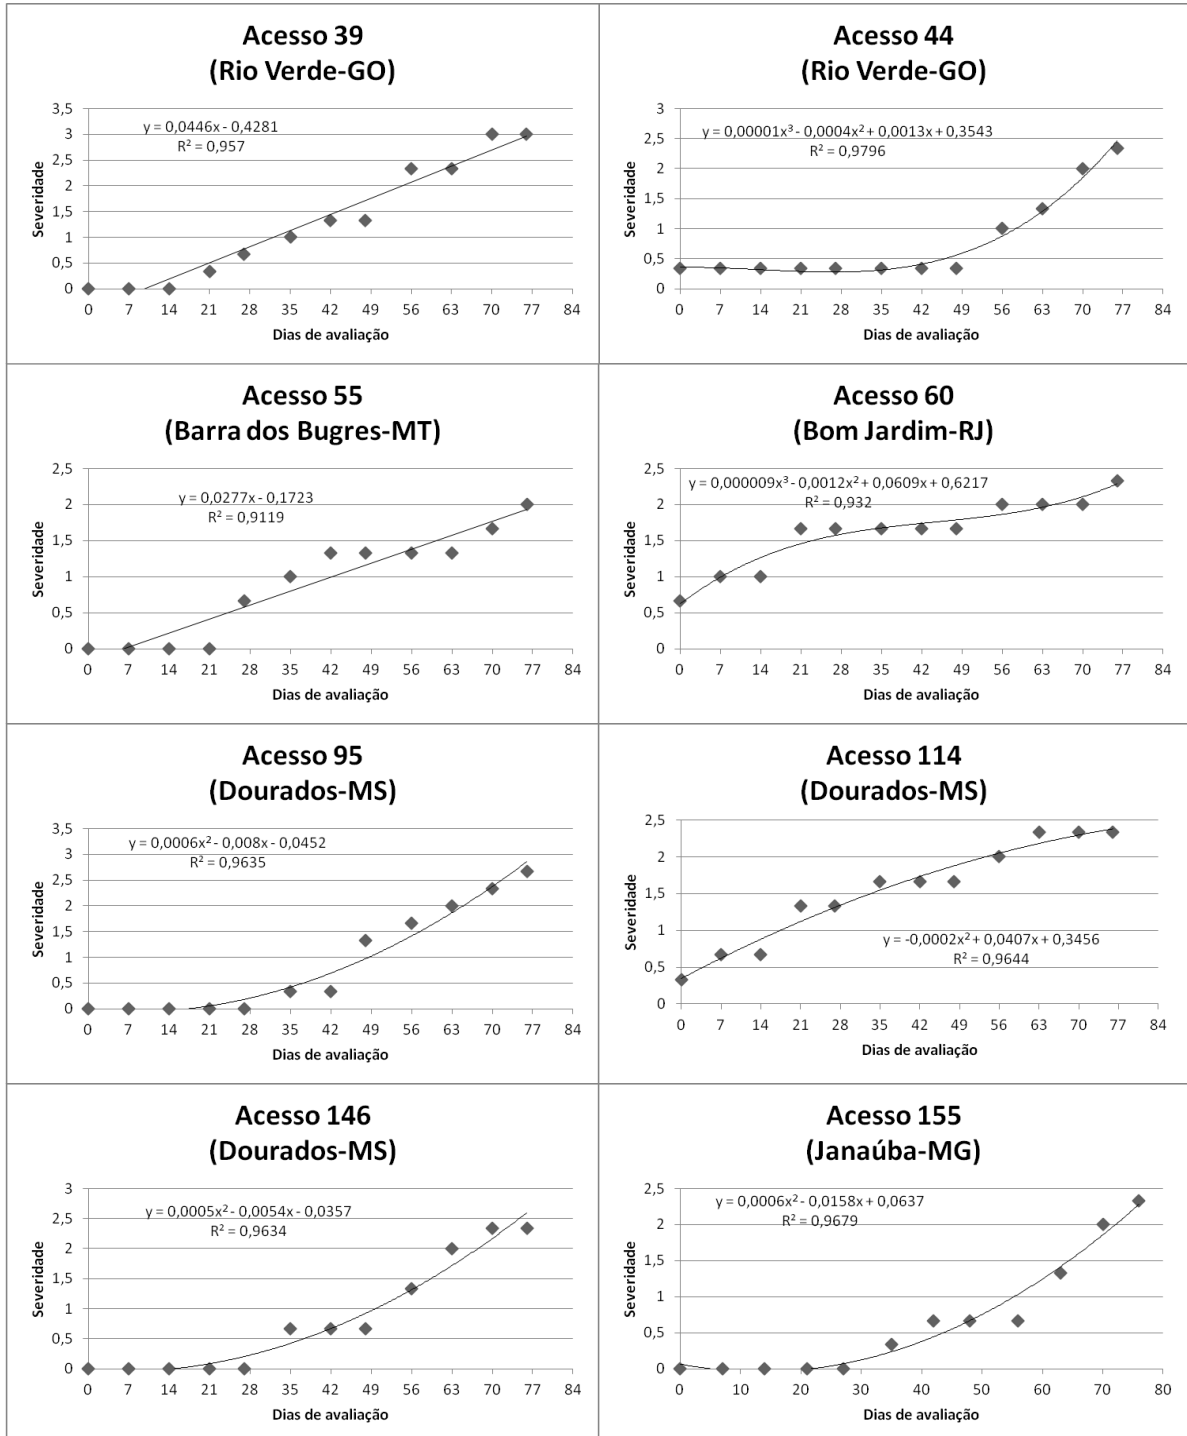 Acesso 39
(Rio Verde-GO)
3,5
3
2,5
2
1,5
1
0,5
0
Severidade
y = 0,0446x - 0,4281
R² = 0,957
0 7 14 21 28 35 42 49 56 63 70 77 84
Dias de avaliação
Acesso 44
(Rio Verde-GO)
3
2,5
2
1,5
1
0,5
0
Severidade
y = 0,00001x³ - 0,0004x² + 0,0013x + 0,3543
R² = 0,9796
0 7 14 21 28 35 42 49 56 63 70 77 84
Dias de avaliação
Acesso 55
(Barra dos Bugres-MT)
2,5
2
1,5
1
0,5
0
Severidade
y = 0,0277x - 0,1723
R² = 0,9119
0 7 14 21 28 35 42 49 56 63 70 77 84
Dias de avaliação
Acesso 60
(Bom Jardim-RJ)
2,5
2
1,5
1
0,5
0
Severidade
y = 0,000009x³ - 0,0012x² + 0,0609x + 0,6217
R² = 0,932
0 7 14 21 28 35 42 49 56 63 70 77 84
Dias de avaliação
Acesso 95
(Dourados-MS)
3,5
3
2,5
2
1,5
1
0,5
0
Severidade
y = 0,0006x² - 0,008x - 0,0452
R² = 0,9635
0 7 14 21 28 35 42 49 56 63 70 77 84
Dias de avaliação
Acesso 114
(Dourados-MS)
2,5
2
1,5
1
0,5
0
Severidade
y = -0,0002x² + 0,0407x + 0,3456
R² = 0,9644
0 7 14 21 28 35 42 49 56 63 70 77 84
Dias de avaliação
Acesso 146
(Dourados-MS)
3
2,5
2
1,5
1
0,5
0
Severidade
y = 0,0005x² - 0,0054x - 0,0357
R² = 0,9634
0 7 14 21 28 35 42 49 56 63 70 77 84
Dias de avaliação
Acesso 155
(Janaúba-MG)
2,5
2
1,5
1
0,5
0
Severidade
y = 0,0006x² - 0,0158x + 0,0637
R² = 0,9679
0 10 20 30 40 50 60 70 80
Dias de avaliação